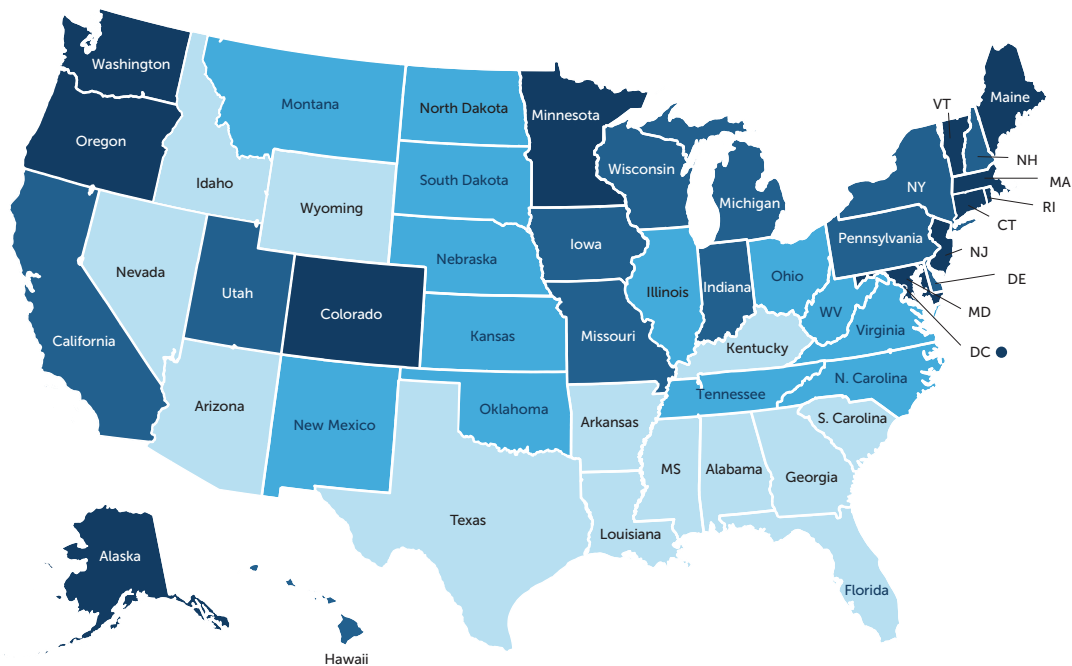 Washington
Maine
VT
Montana
North Dakota
Minnesota
Oregon
NH
Wisconsin
MA
South Dakota
Idaho
NY
Michigan
Wyoming
RI
CT
Pennsylvania
Iowa
NJ
Nebraska
Nevada
Ohio
DE
Utah
Illinois
Indiana
Colorado
WV
MD
Virginia
Kansas
Missouri
California
Kentucky
DC
N. Carolina
Tennessee
Arizona
Oklahoma
S. Carolina
Arkansas
New Mexico
MS
Alabama
Georgia
Texas
Louisiana
Alaska
Florida
Hawaii